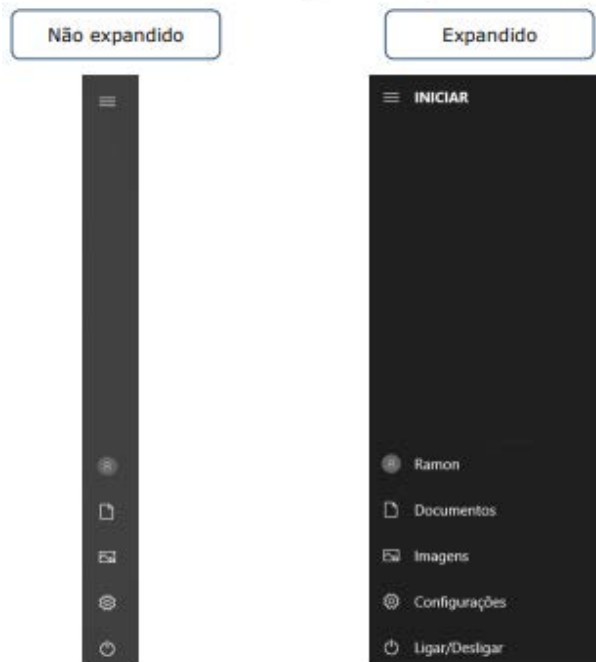 Não expandido
Expandido
INICIAR
Ramon
Documentos
Imagens
Configurações
Ligar/Desligar